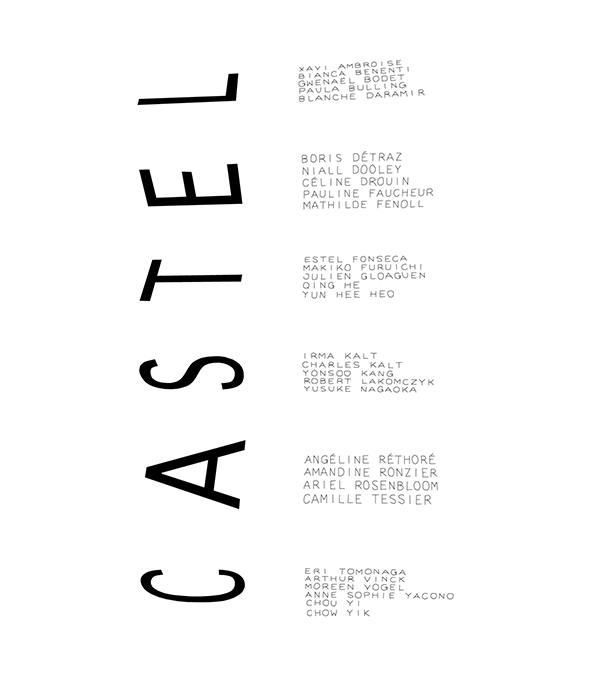 CASTEL
XAVI AMBROISE
BIANCA BENENTI
GWENAËL BODET
PAULA BULLING
BLANCHE DARAMIR
BORIS DÉTRAZ
NIALL DOOLEY
CÉLINE DROUIN
PAULINE FAUCHEUR
MATHILDE FENOLL
ESTEL FONSECA
MAKIKO FURUICHI
JULIEN GLOAGUEN
QING HE
YUN HEE HEO
IRMA KALT
CHARLES KALT
YONSOO KANG
ROBERT LAKOMCZYK
YUSUKE NAGAOKA
ANGÉLINE RÉTHORÉ
AMANDINE RONZIER
ARIEL ROSENBLOOM
CAMILLE TESSIER
ERI TOMONAGA
ARTHUR VINCK
MOREEN VOGEL
ANNE SOPHIE YACONO
CHOU YI
CHOW YIK